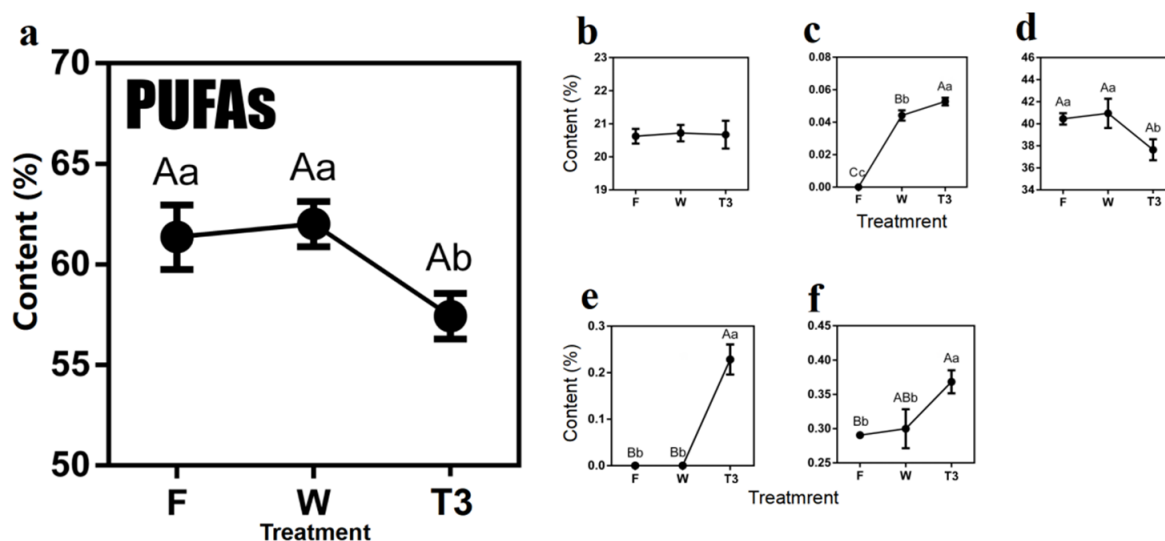 a
PUFAs
Content (%)
70
65
60
55
50
Aa
Aa
Ab
F
W
T3
Treatment
b
Content (%)
23
22
21
20
19
F
W
T3
c
0.08
0.06
0.04
0.02
0.00
Cc
Bb
Aa
F
W
T3
Treatmrent
d
46
44
42
40
38
36
34
Aa
Aa
Ab
F
W
T3
e
Content (%)
0.3
0.2
0.1
0.0
Bb
Bb
Aa
F
W
T3
f
0.45
0.40
0.35
0.30
0.25
Bb
ABb
Aa
F
W
T3
Treatmrent